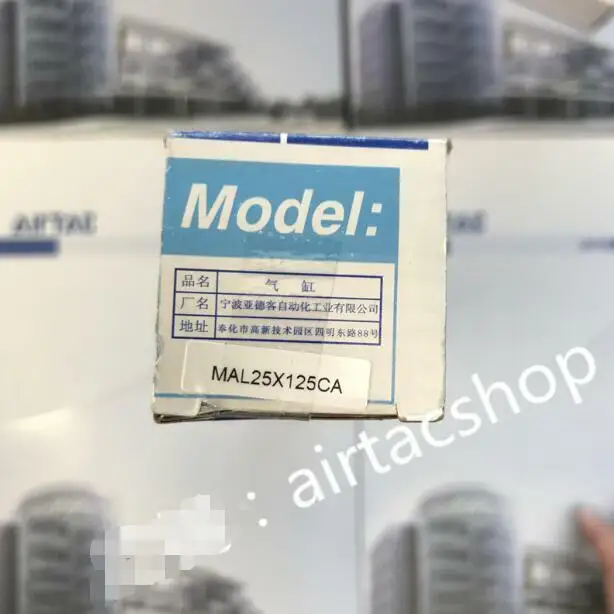 AIRTAC
AIRTAC
Model:
品名 气 缸
厂名 宁波亚德客自动化工业有限公司
地址 奉化市高新技术园区四明东路88号
MAL25X125CA
: airtacshop